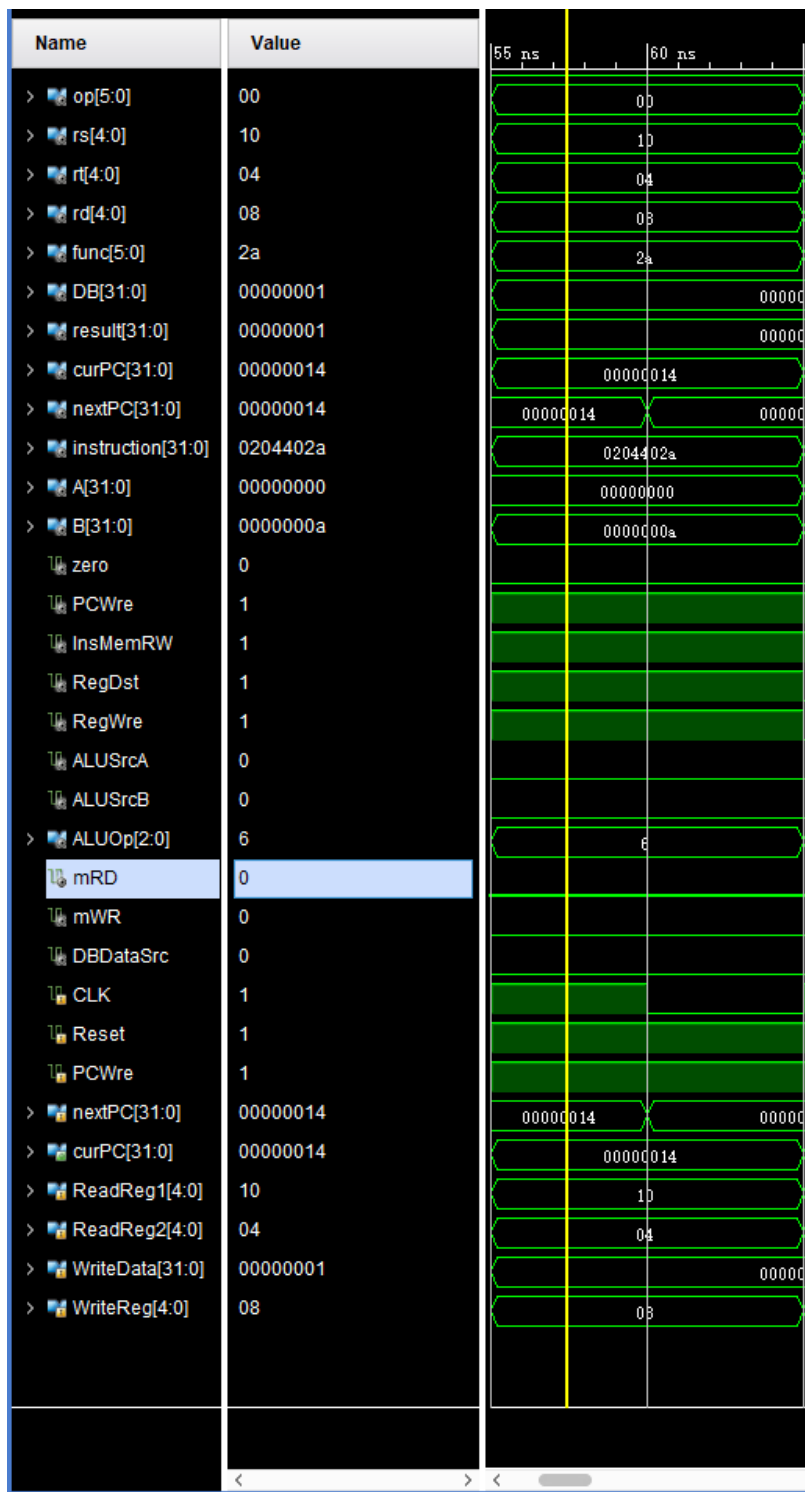 Name Value 55 ns 60 ns
> op[5:0] 00 00
> rs[4:0] 10 10
> rt[4:0] 04 04
> rd[4:0] 08 08
> func[5:0] 2a 2a
> DB[31:0] 00000001 0000
> result[31:0] 00000001 0000
> curPC[31:0] 00000014 00000014
> nextPC[31:0] 00000014 00000014 0000
> instruction[31:0] 0204402a 0204402a
> A[31:0] 00000000 00000000
> B[31:0] 0000000a 0000000a
zero 0
PCWre 1
InsMemRW 1
RegDst 1
RegWre 1
ALUSrcA 0
ALUSrcB 0
> ALUOp[2:0] 6 6
mRD 0
mWR 0
DBDataSrc 0
CLK 1
Reset 1
PCWre 1
> nextPC[31:0] 00000014 00000014 0000
> curPC[31:0] 00000014 00000014
> ReadReg1[4:0] 10 10
> ReadReg2[4:0] 04 04
> WriteData[31:0] 00000001 0000
> WriteReg[4:0] 08 08